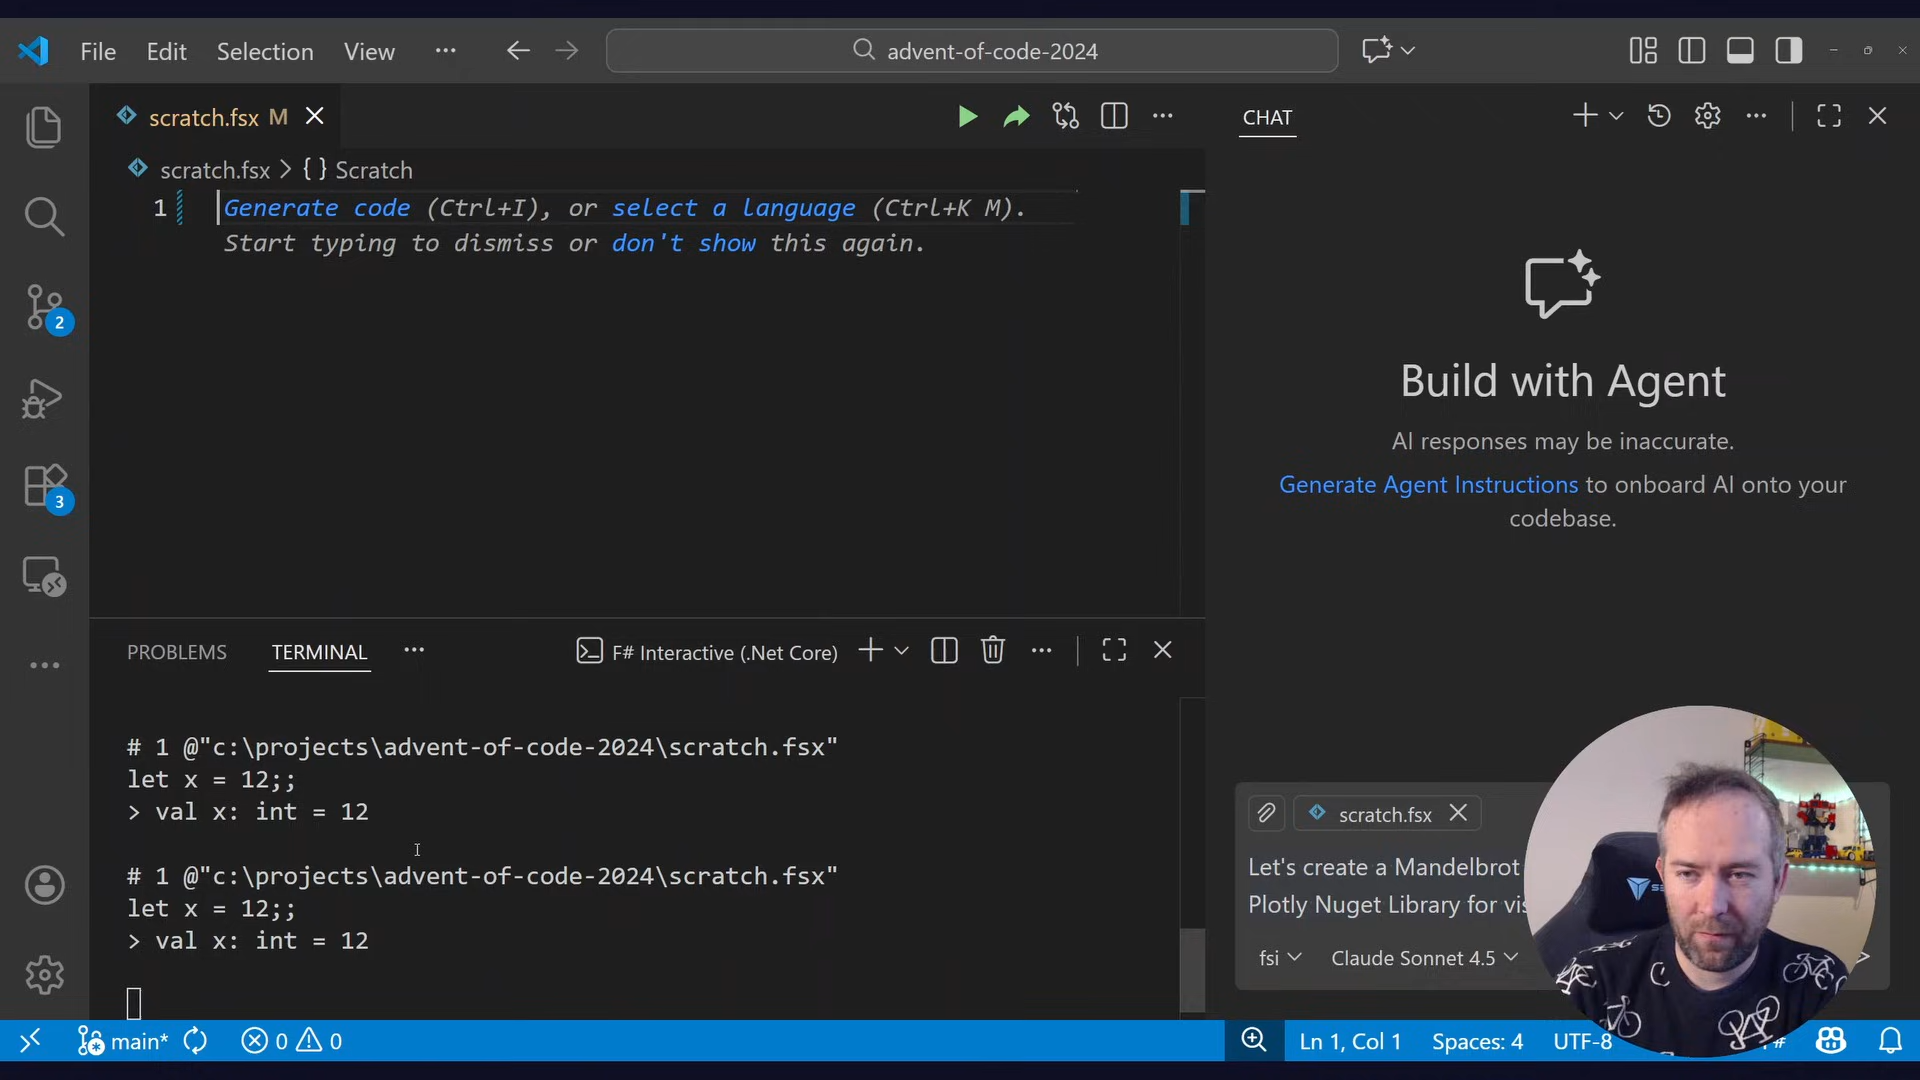 File Edit Selection View ··· advent-of-code-2024
scratch.fsx M
scratch.fsx > { } Scratch
1 Generate code (Ctrl+I), or select a language (Ctrl+K M).
Start typing to dismiss or don't show this again.
2
3
PROBLEMS TERMINAL ··· F# Interactive (.Net Core)
# 1 @"c:\projects\advent-of-code-2024\scratch.fsx"
let x = 12;;
> val x: int = 12
# 1 @"c:\projects\advent-of-code-2024\scratch.fsx"
let x = 12;;
> val x: int = 12
CHAT
Build with Agent
AI responses may be inaccurate.
Generate Agent Instructions to onboard AI onto your
codebase.
scratch.fsx
Let's create a Mandelbrot
Plotly Nuget Library for
fsi Claude Sonnet 4.5
main* 0 0 Ln 1, Col 1 Spaces: 4 UTF-8